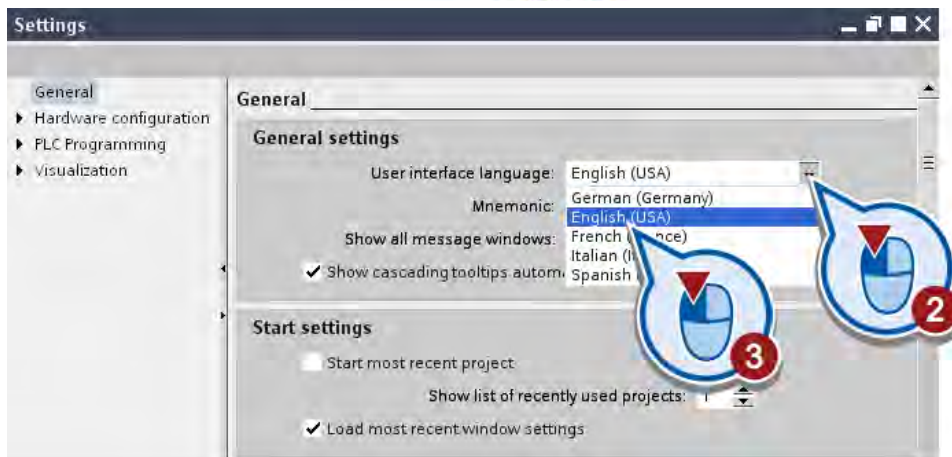 Settings
General
Hardware configuration
PLC Programming
Visualization
General
General settings
User interface language: English (USA)
German (Germany)
Mnemonic:
English (USA)
Show all message windows: French
Italian
Show cascading tooltips
Spanish
2
3
Start settings
Start most recent project
Show list of recently used projects:
Load most recent window settings